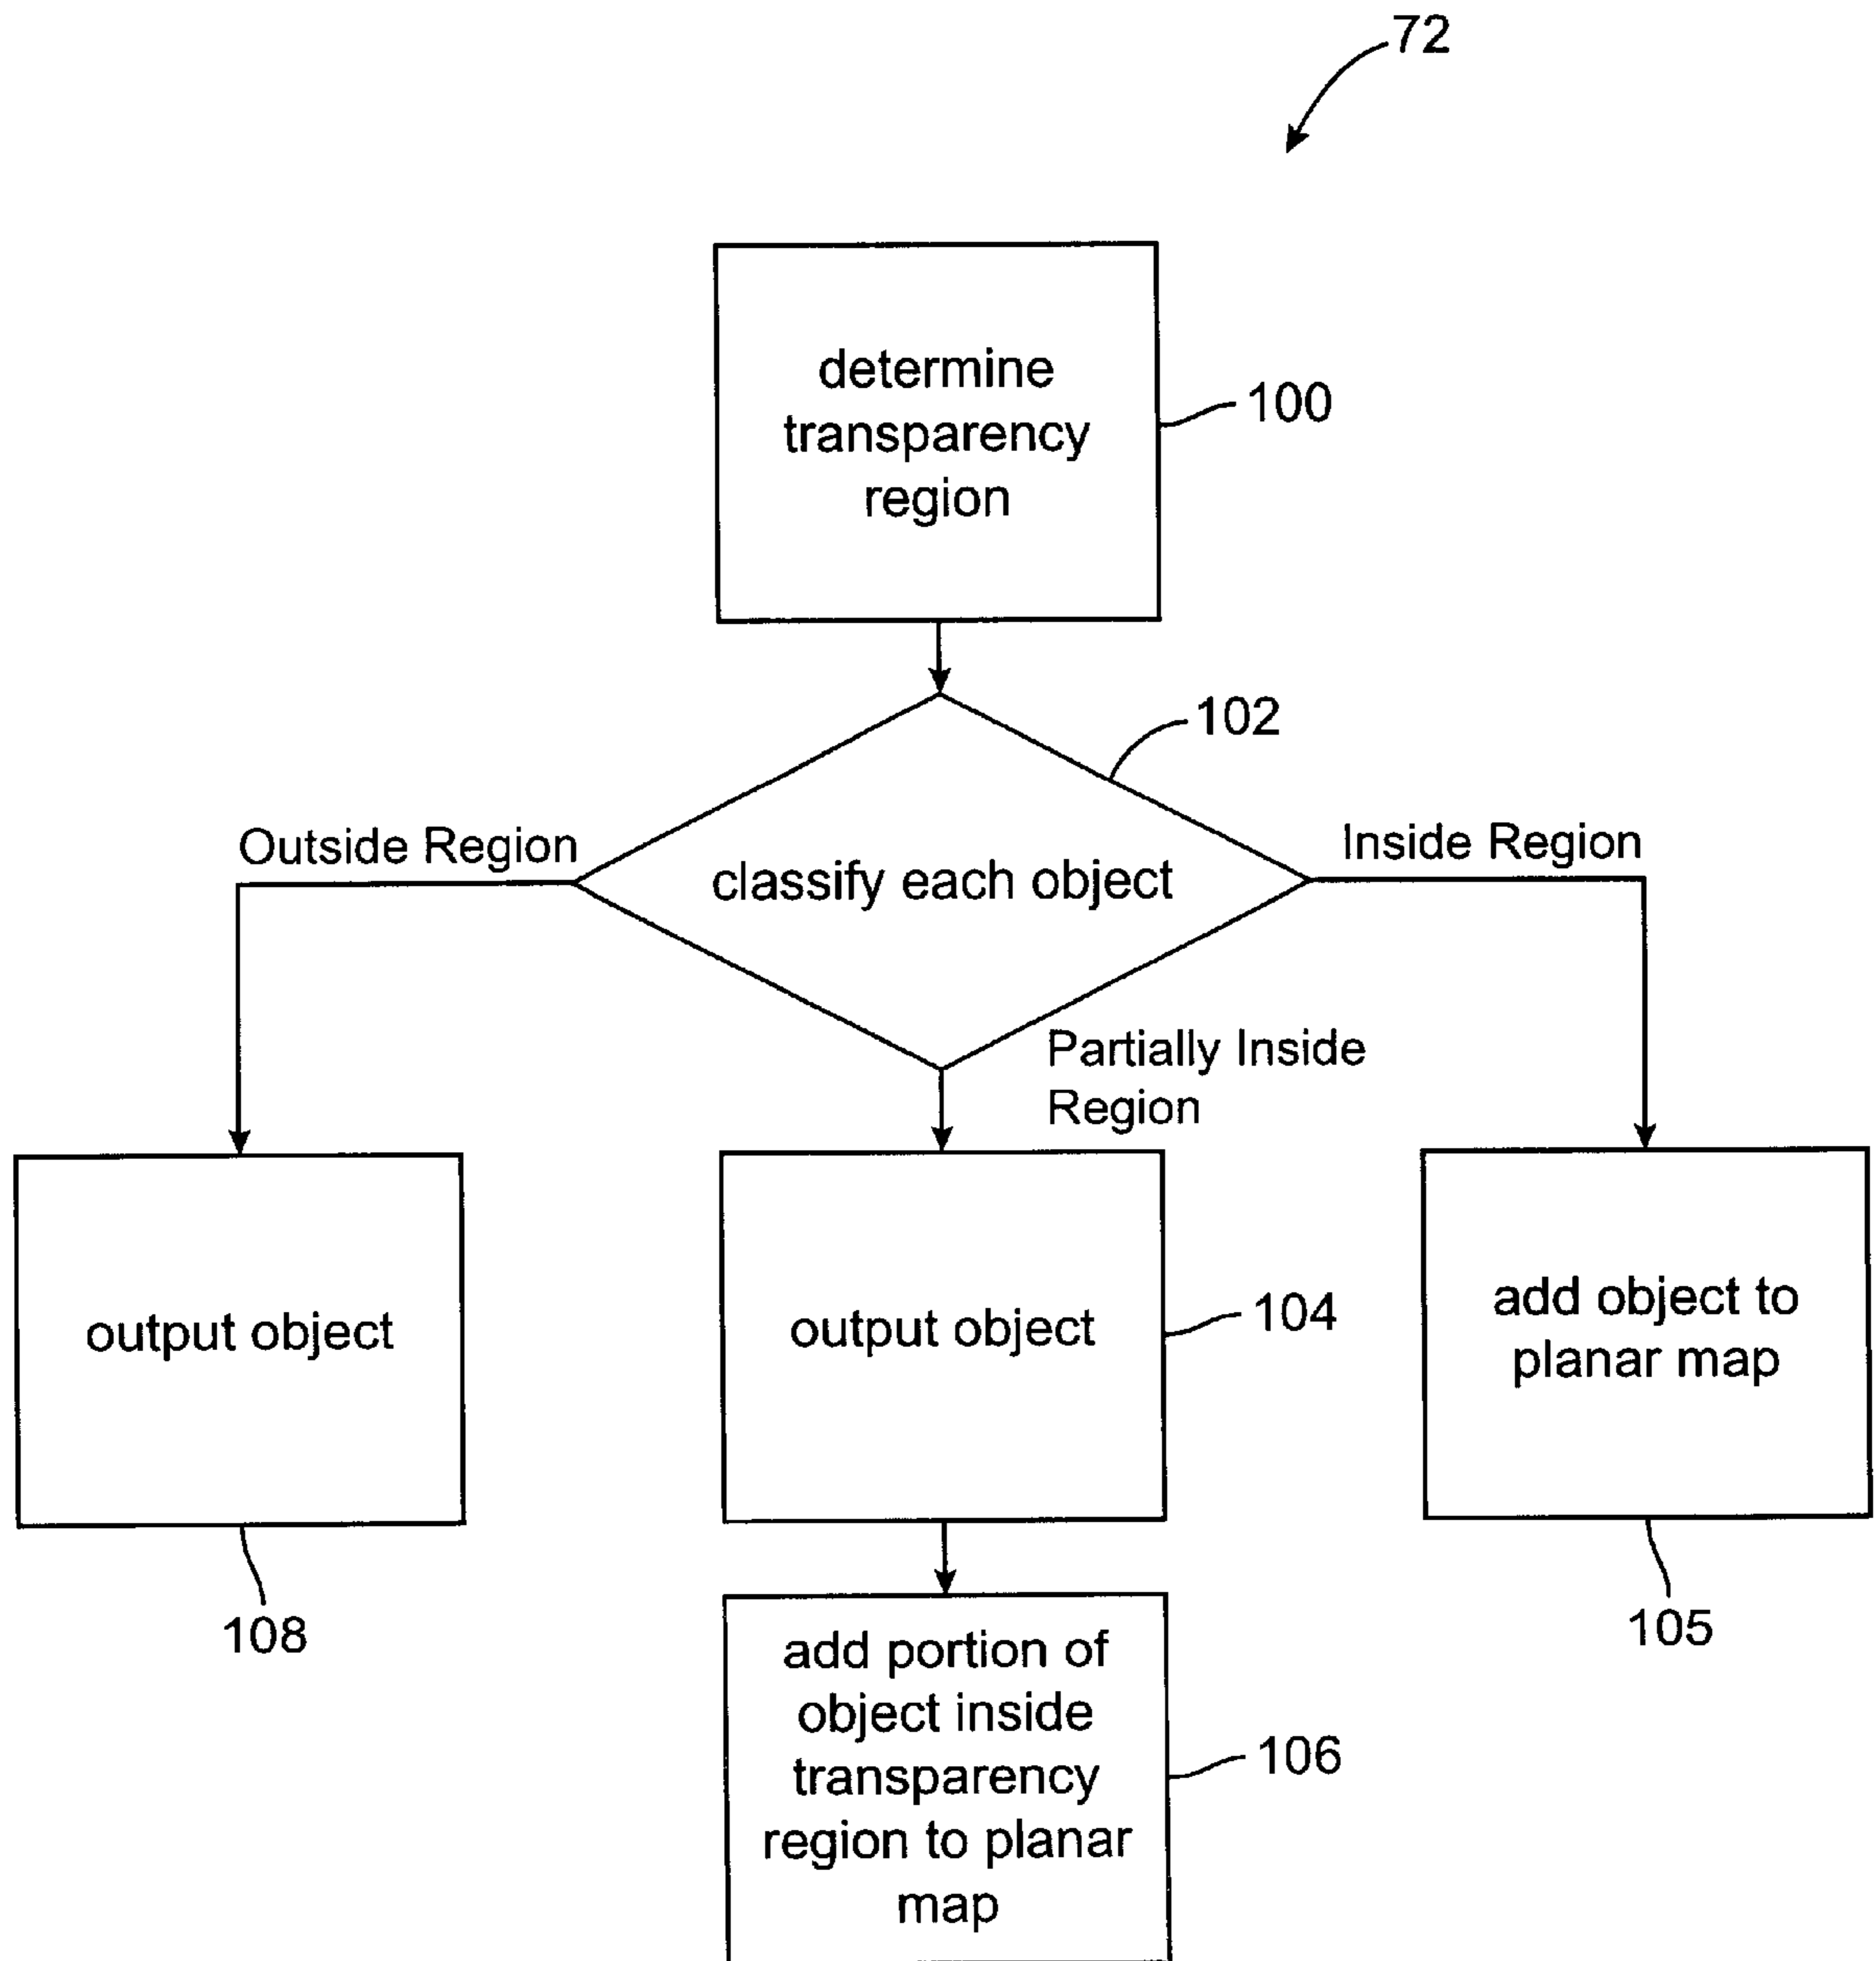 72
determine
transparency
region
100
102
Outside Region
classify each object
Inside Region
Partially Inside
Region
output object
108
output object
104
add object to
planar map
105
add portion of
object inside
transparency
region to planar
map
106